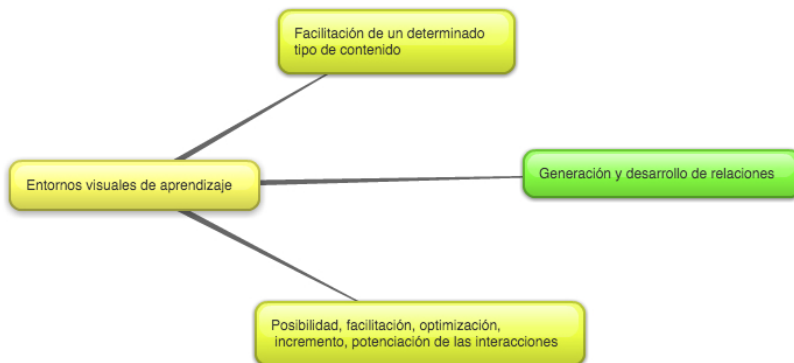 Facilitación de un determinado
tipo de contenido
Entornos visuales de aprendizaje
Generación y desarrollo de relaciones
Posibilidad, facilitación, optimización,
incremento, potenciación de las interacciones